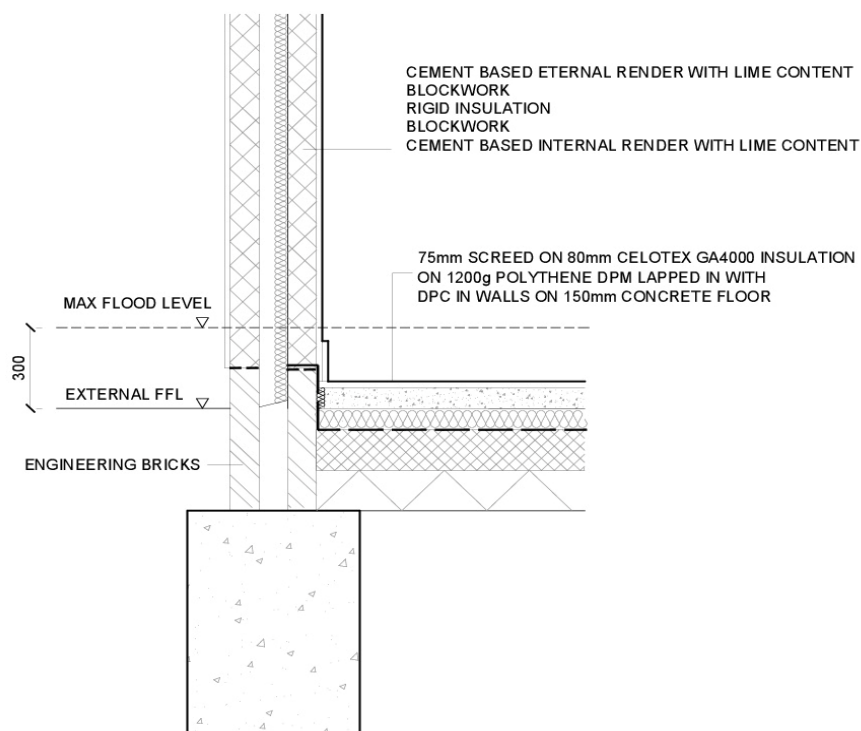 CEMENT BASED ETERNAL RENDER WITH LIME CONTENT
BLOCKWORK
RIGID INSULATION
BLOCKWORK
CEMENT BASED INTERNAL RENDER WITH LIME CONTENT
75mm SCREED ON 80mm CELOTEX GA4000 INSULATION
ON 1200g POLYTHENE DPM LAPPED IN WITH
DPC IN WALLS ON 150mm CONCRETE FLOOR
MAX FLOOD LEVEL
300
EXTERNAL FFL
ENGINEERING BRICKS